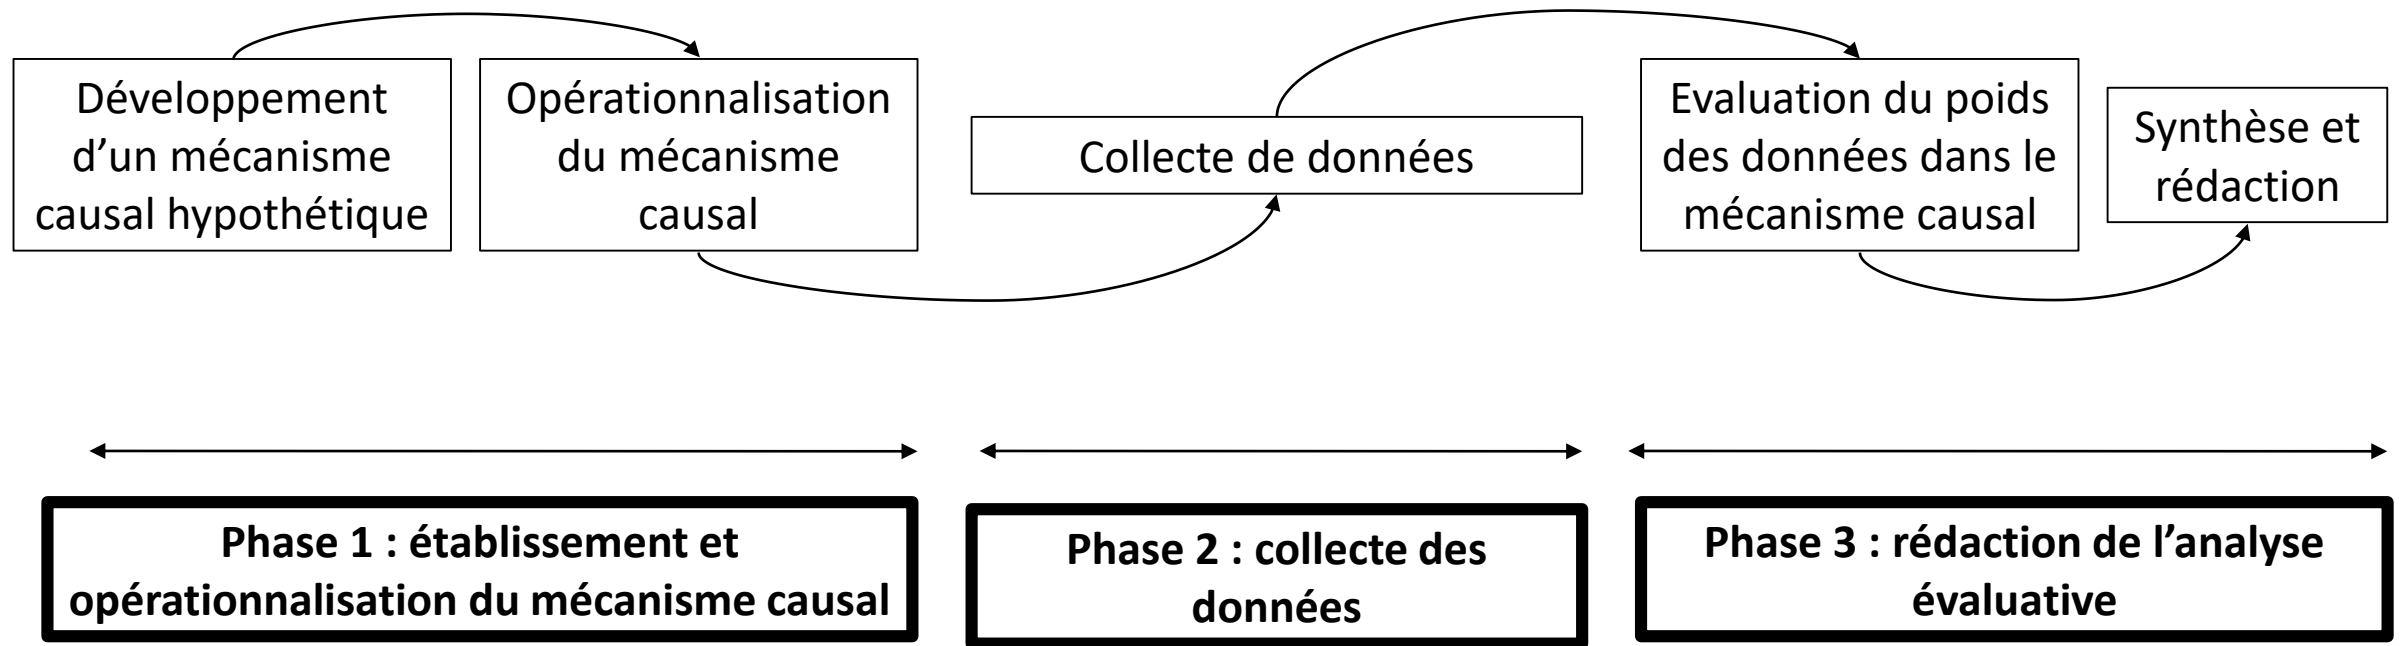 Développement
d’un mécanisme
causal hypothétique
Opérationnalisation
du mécanisme
causal
Collecte de données
Evaluation du poids
des données dans le
mécanisme causal
Synthèse et
rédaction
Phase 1 : établissement et
opérationnalisation du mécanisme causal
Phase 2 : collecte des
données
Phase 3 : rédaction de l’analyse
évaluative